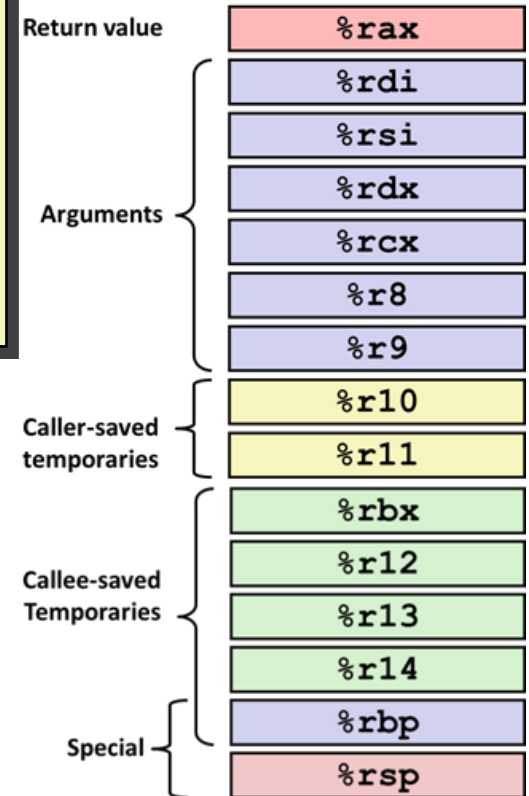 Return value
%rax
Arguments
%rdi
%rsi
%rdx
%rcx
%r8
%r9
Caller-saved
temporaries
%r10
%r11
Callee-saved
Temporaries
%rbx
%r12
%r13
%r14
Special
%rbp
%rsp